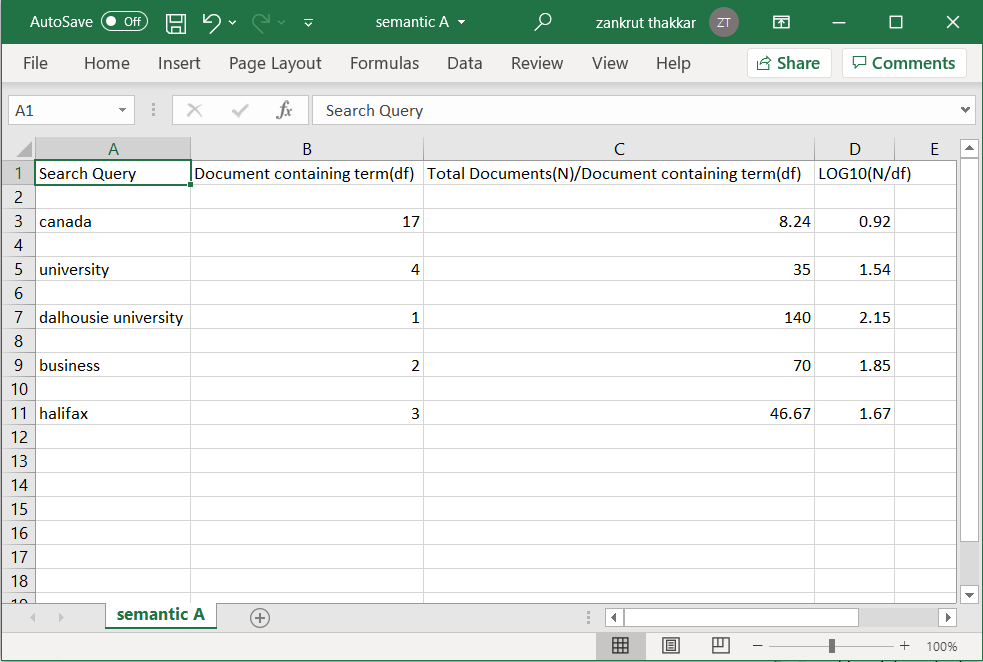 AutoSave Off semantic A zankrut thakkar ZT
File Home Insert Page Layout Formulas Data Review View Help Share Comments
A1 fx Search Query
A B C D E
1 Search Query Document containing term(df) Total Documents(N)/Document containing term(df) LOG10(N/df)
2
3 canada 17 8.24 0.92
4
5 university 4 35 1.54
6
7 dalhousie university 1 140 2.15
8
9 business 2 70 1.85
10
11 halifax 3 46.67 1.67
12
13
14
15
16
17
18
19
semantic A
100%